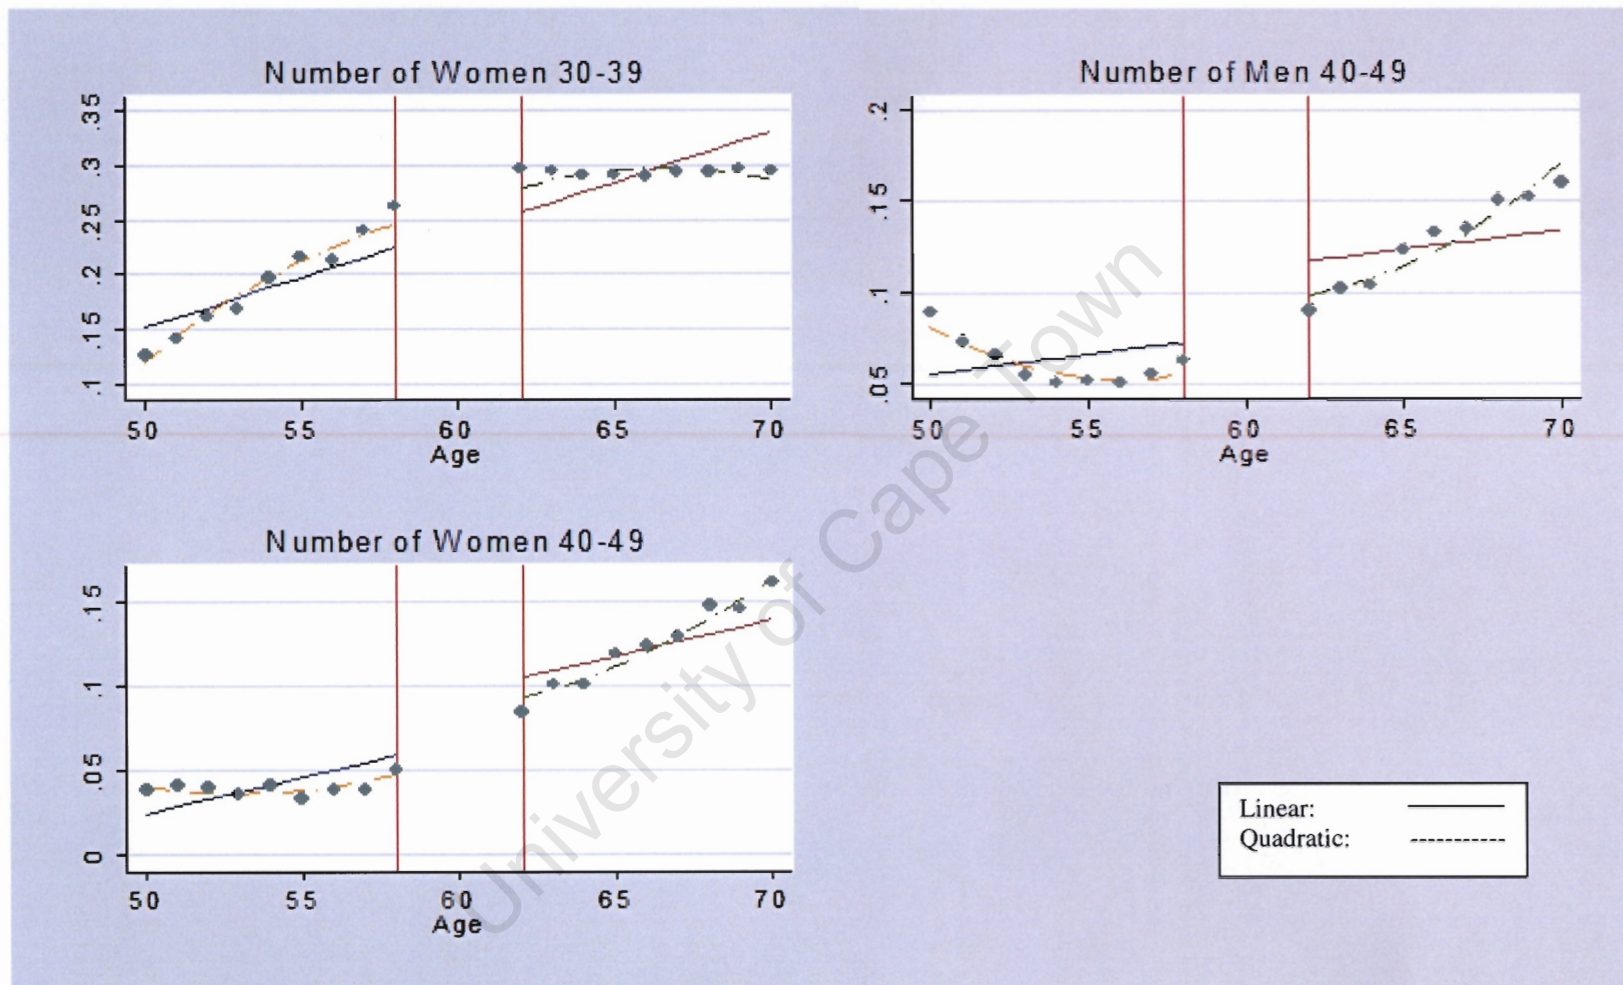 Number of Women 30-39
.35
.3
.25
.2
.15
.1
50 55 60 65 70
Age
Number of Men 40-49
.2
.15
.1
.05
50 55 60 65 70
Age
Number of Women 40-49
.15
.1
.05
0
50 55 60 65 70
Age
Linear:
Quadratic:
University of Cape Town